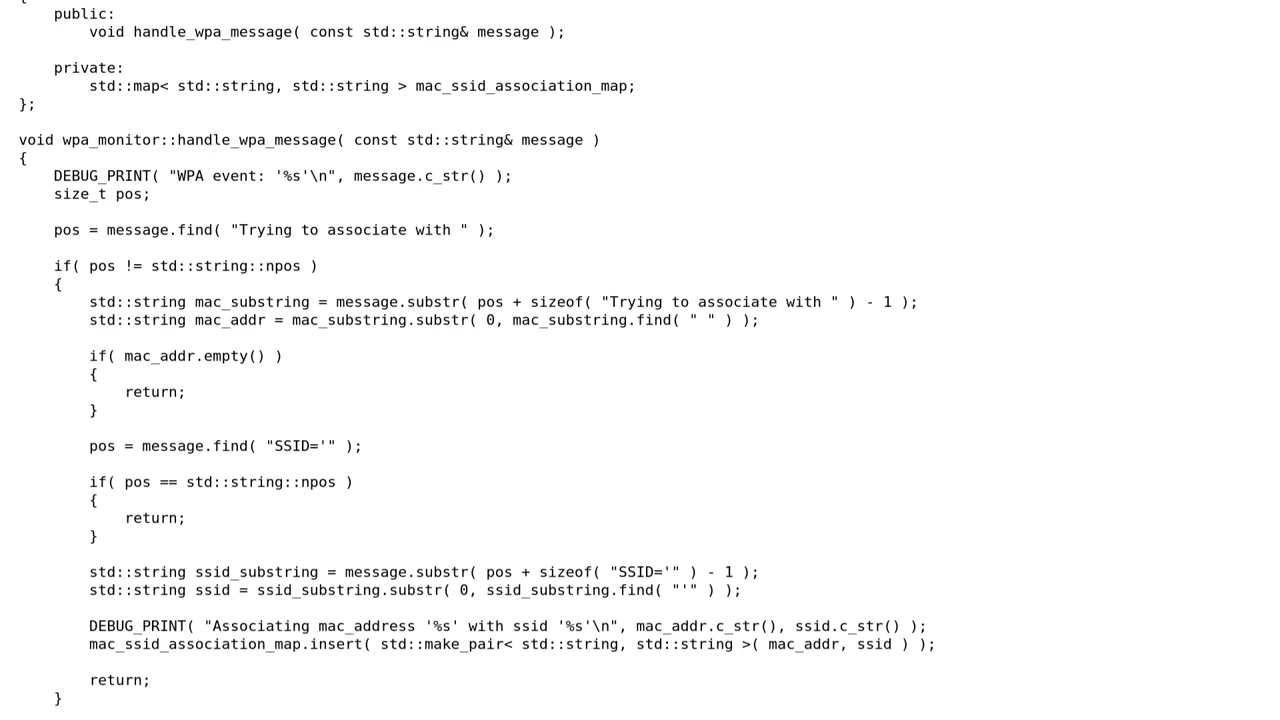 {
    public:
        void handle_wpa_message( const std::string& message );

    private:
        std::map< std::string, std::string > mac_ssid_association_map;
};

void wpa_monitor::handle_wpa_message( const std::string& message )
{
    DEBUG_PRINT( "WPA event: '%s'\n", message.c_str() );
    size_t pos;

    pos = message.find( "Trying to associate with " );

    if( pos != std::string::npos )
    {
        std::string mac_substring = message.substr( pos + sizeof( "Trying to associate with " ) - 1 );
        std::string mac_addr = mac_substring.substr( 0, mac_substring.find( " " ) );

        if( mac_addr.empty() )
        {
            return;
        }

        pos = message.find( "SSID='" );

        if( pos == std::string::npos )
        {
            return;
        }

        std::string ssid_substring = message.substr( pos + sizeof( "SSID='" ) - 1 );
        std::string ssid = ssid_substring.substr( 0, ssid_substring.find( "'" ) );

        DEBUG_PRINT( "Associating mac_address '%s' with ssid '%s'\n", mac_addr.c_str(), ssid.c_str() );
        mac_ssid_association_map.insert( std::make_pair< std::string, std::string >( mac_addr, ssid ) );

        return;
    }